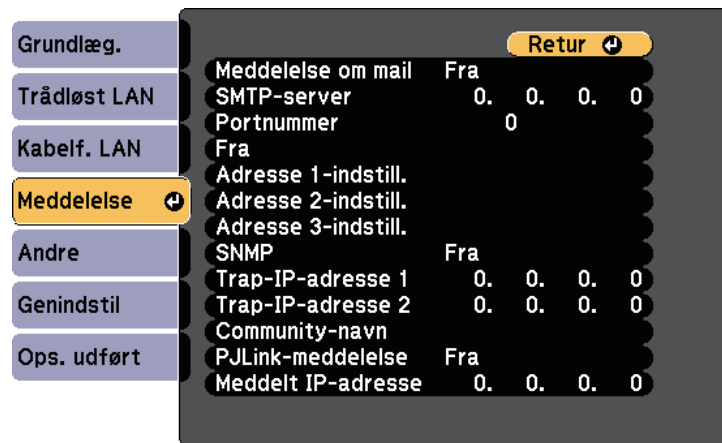 Grundlæg.
Trådløst LAN
Kabelf. LAN
Meddelelse
Andre
Genindstil
Ops. udført
Retur
Meddelelse om mail Fra
SMTP-server 0. 0. 0. 0
Portnummer 0
Fra
Adresse 1-indstill.
Adresse 2-indstill.
Adresse 3-indstill.
SNMP Fra
Trap-IP-adresse 1 0. 0. 0. 0
Trap-IP-adresse 2 0. 0. 0. 0
Community-navn
PJLink-meddelelse Fra
Meddelt IP-adresse 0. 0. 0. 0